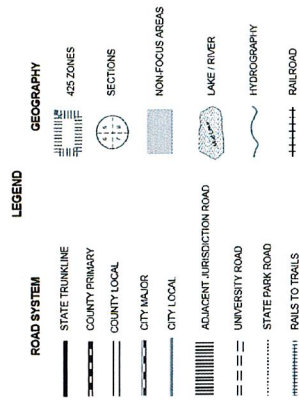 LEGEND
ROAD SYSTEM
STATE TRUNKLINE
COUNTY PRIMARY
COUNTY LOCAL
CITY MAJOR
CITY LOCAL
ADJACENT JURISDICTION ROAD
UNIVERSITY ROAD
STATE PARK ROAD
RAILS TO TRAILS
GEOGRAPHY
425 ZONES
SECTIONS
NON-FOCUS AREAS
LAKE / RIVER
HYDROGRAPHY
RAILROAD